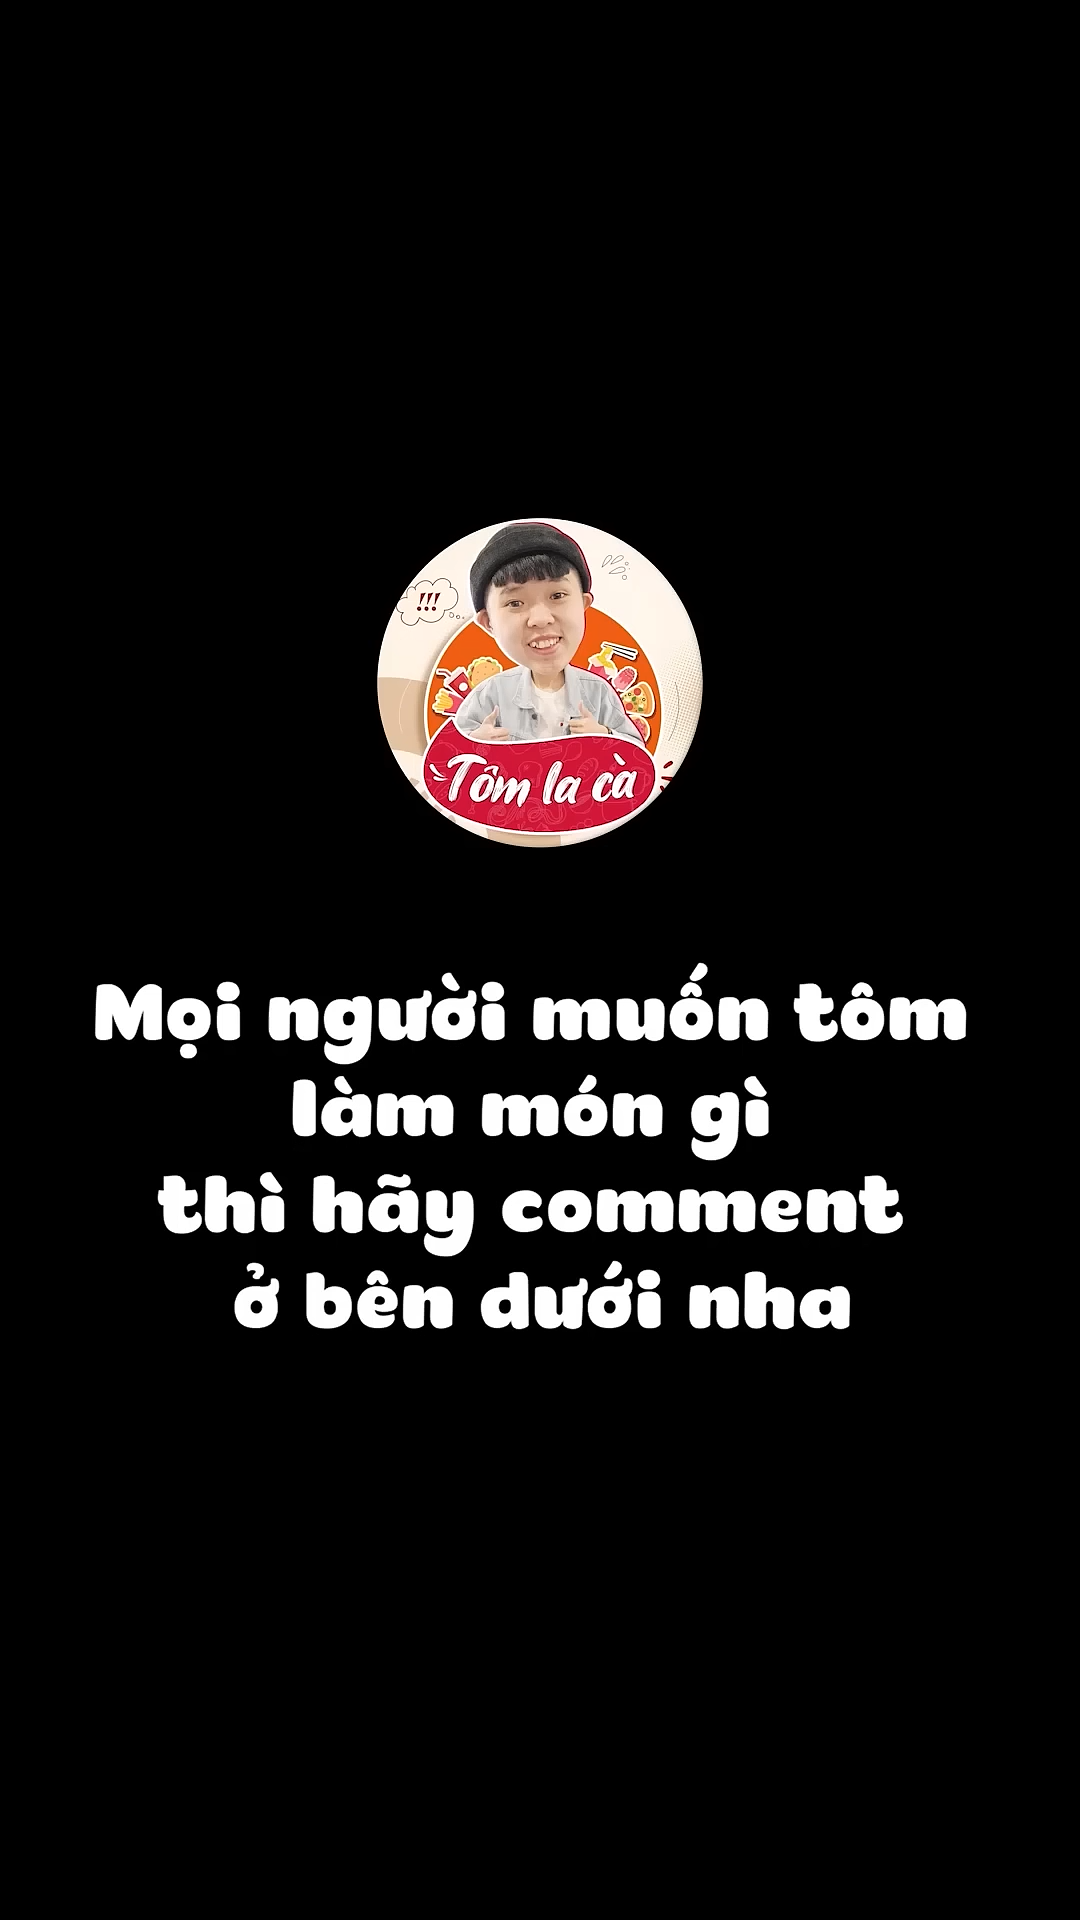 !!!
Tôm la cà
Mọi người muốn tôm
làm món gì
thì hãy comment
ở bên dưới nha